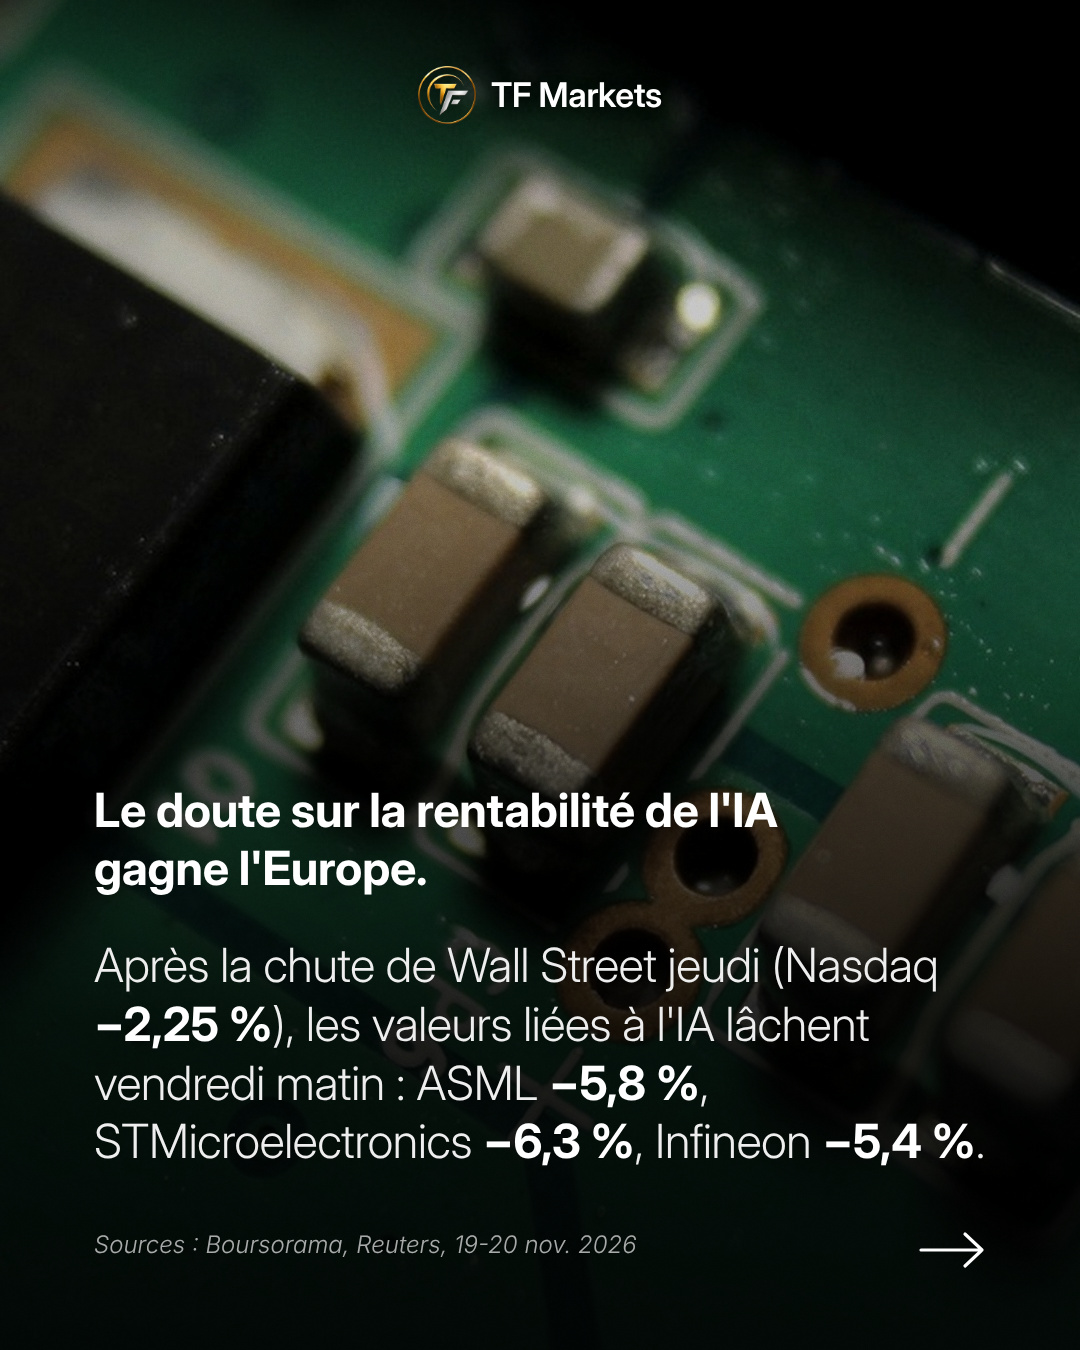 TF Markets
Le doute sur la rentabilité de l'IA
gagne l'Europe.
Après la chute de Wall Street jeudi (Nasdaq
−2,25 %), les valeurs liées à l'IA lâchent
vendredi matin : ASML −5,8 %,
STMicroelectronics −6,3 %, Infineon −5,4 %.
Sources : Boursorama, Reuters, 19-20 nov. 2026